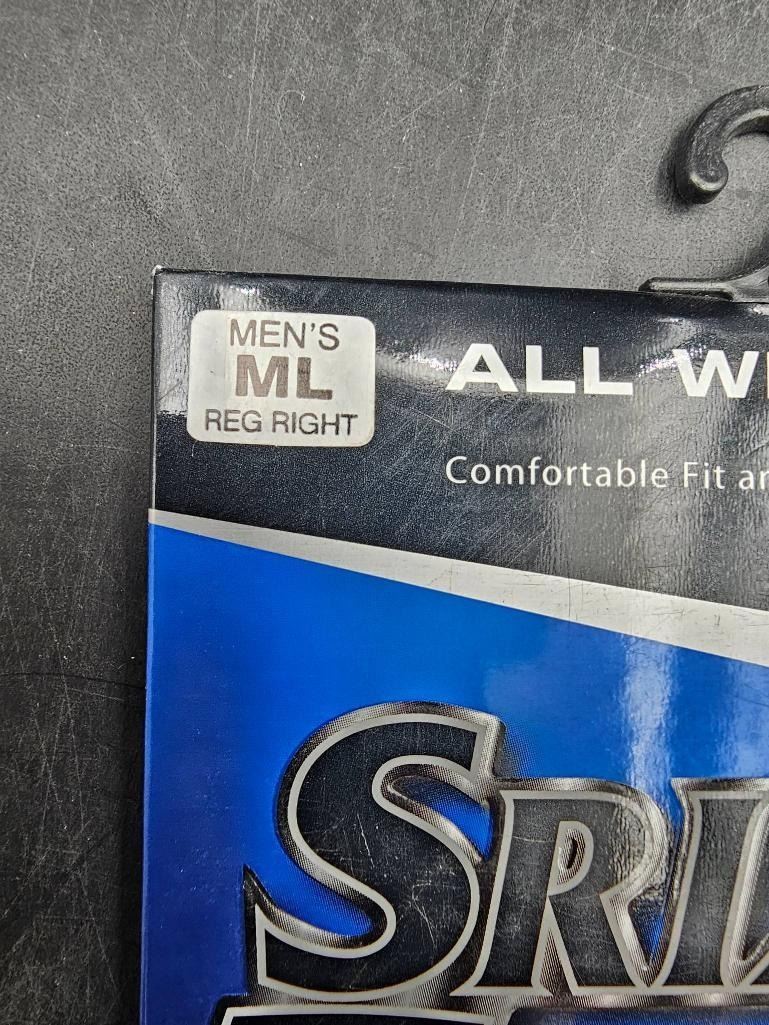 MEN'S
ML
REG RIGHT
ALL
Comfortable Fit